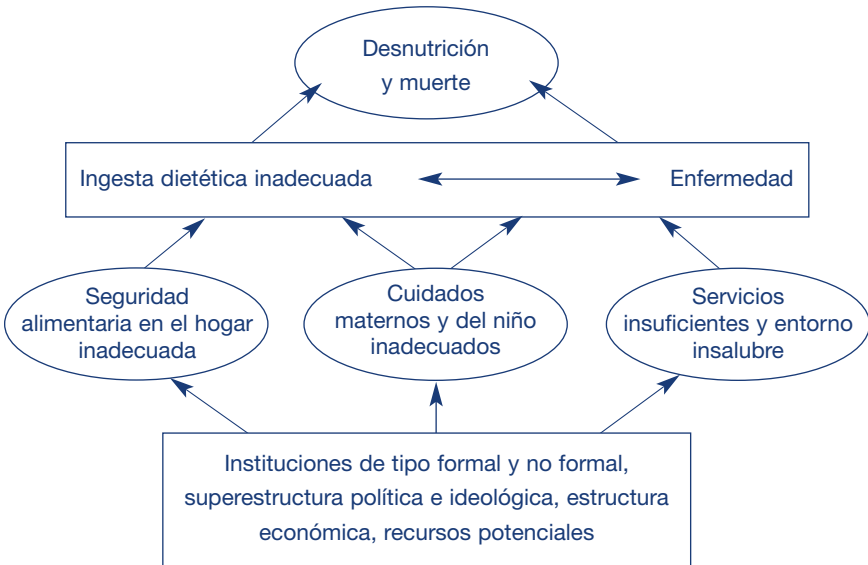 Desnutrición
y muerte
Ingesta dietética inadecuada
Enfermedad
Seguridad
alimentaria en el hogar
inadecuada
Cuidados
maternos y del niño
inadecuados
Servicios
insuficientes y entorno
insalubre
Instituciones de tipo formal y no formal,
superestructura política e ideológica, estructura
económica, recursos potenciales